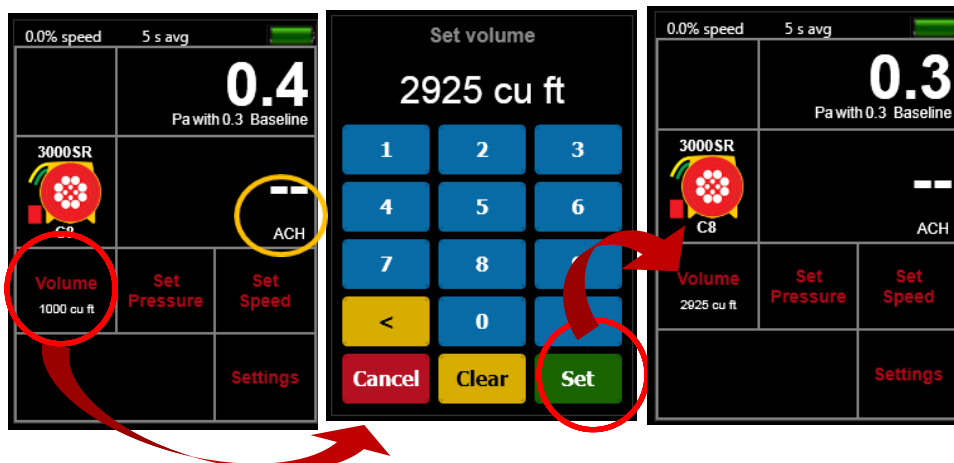 0.0% speed 5 s avg
0.4
Pa with 0.3 Baseline
3000SR
C8
--
ACH
Volume
1000 cu ft
Set
Pressure
Set
Speed
Settings
Set volume
2925 cu ft
1 2 3
4 5 6
7 8
< 0
Cancel Clear Set
0.0% speed 5 s avg
0.3
Pa with 0.3 Baseline
3000SR
C8
--
ACH
Volume
2925 cu ft
Set
Pressure
Set
Speed
Settings